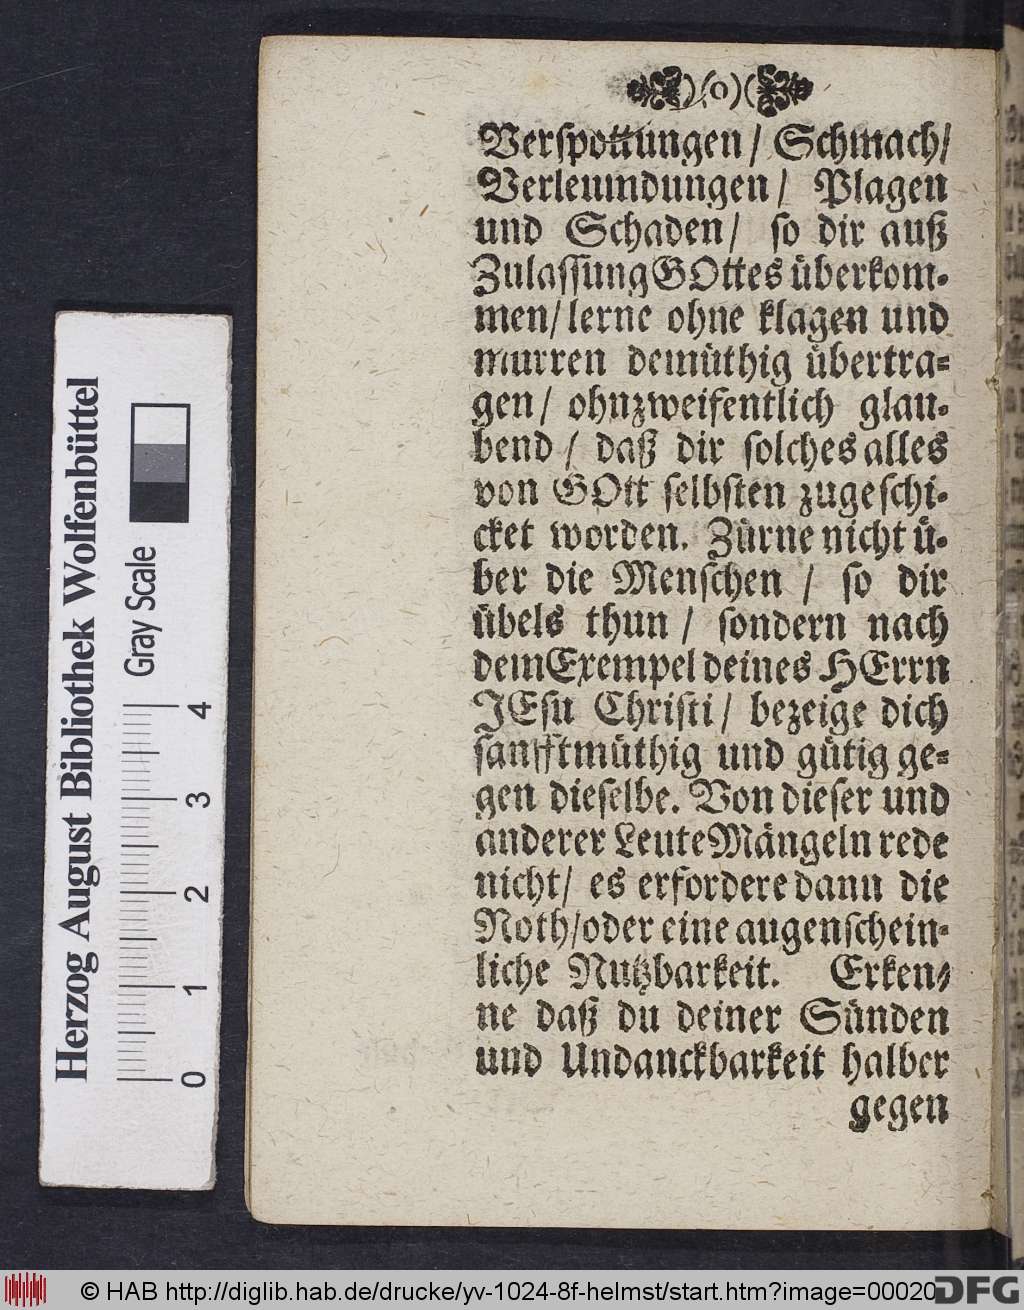 )(o)(
Verspottungen/ Schmach/
Verleumdungen/ Plagen
und Schaden/ so dir auß
Zulassung GOttes überkom-
men/ lerne ohne klagen und
murren demüthig übertra-
gen/ ohnzweifentlich glau-
bend / daß dir solches alles
von GOtt selbsten zugeschi-
cket worden. Zürne nicht ü-
ber die Menschen / so dir
übels thun / sondern nach
dem Exempel deines HErrn
JEsu Christi/ bezeige dich
sanfftmüthig und gütig ge-
gen dieselbe. Von dieser und
anderer Leute Mängeln rede
nicht/ es erfordere dann die
Noth/ oder eine augenschein-
liche Nutzbarkeit. Erken-
ne daß du deiner Sünden
und Undanckbarkeit halber
gegen
Herzog August Bibliothek Wolfenbüttel
Gray Scale
0 1 2 3 4
© HAB http://diglib.hab.de/drucke/yv-1024-8f-helmst/start.htm?image=00020
DFG